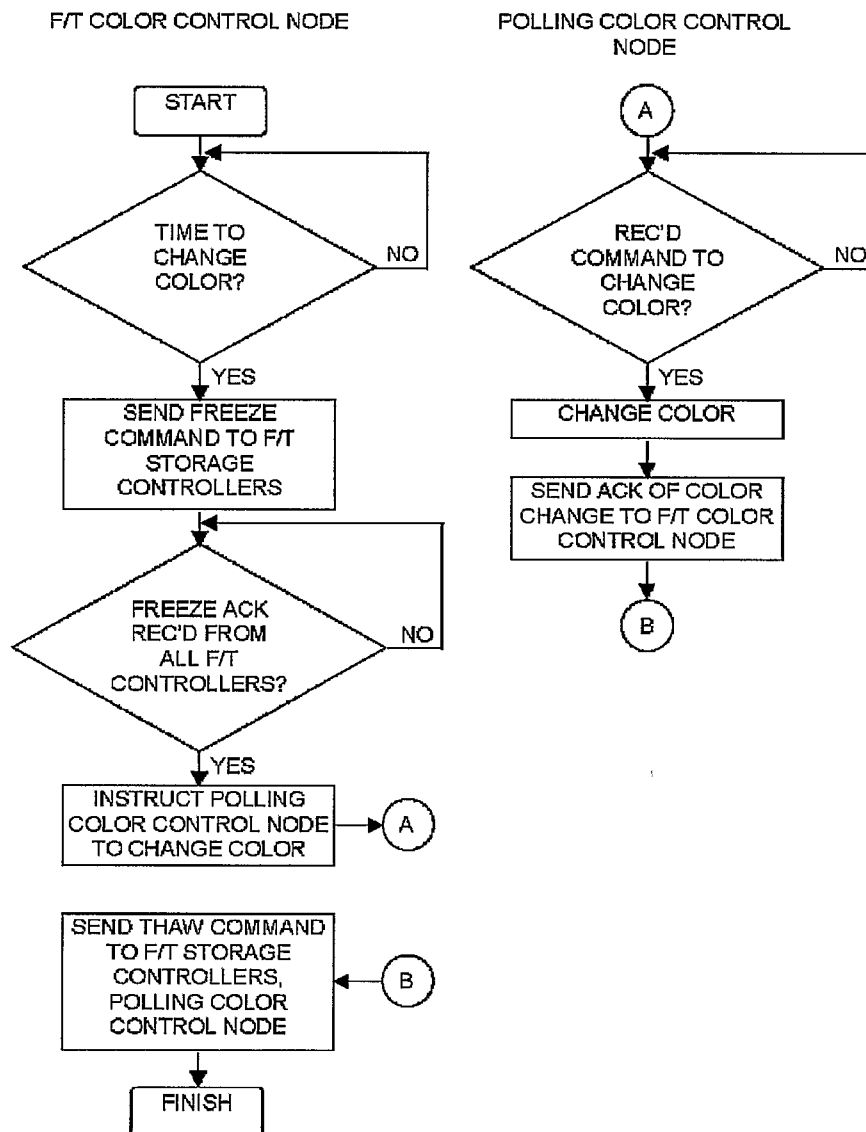 F/T COLOR CONTROL NODE
START
TIME TO
CHANGE
COLOR?
NO
YES
SEND FREEZE
COMMAND TO F/T
STORAGE
CONTROLLERS
FREEZE ACK
REC'D FROM
ALL F/T
CONTROLLERS?
NO
YES
INSTRUCT POLLING
COLOR CONTROL NODE
TO CHANGE COLOR
A
SEND THAW COMMAND
TO F/T STORAGE
CONTROLLERS,
POLLING COLOR
CONTROL NODE
B
FINISH
POLLING COLOR CONTROL
NODE
A
REC'D
COMMAND TO
CHANGE
COLOR?
NO
YES
CHANGE COLOR
SEND ACK OF COLOR
CHANGE TO F/T COLOR
CONTROL NODE
B